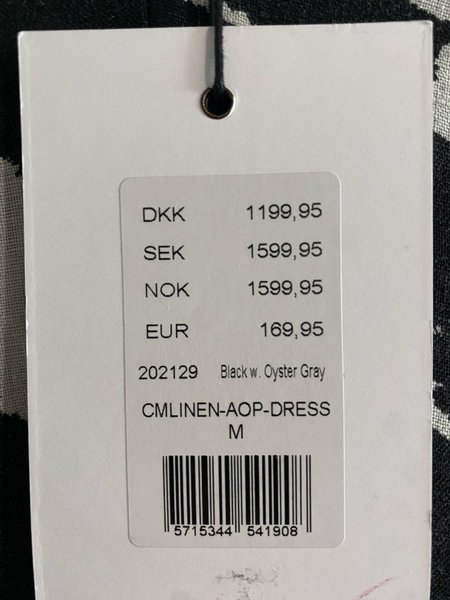 DKK 1199,95
SEK 1599,95
NOK 1599,95
EUR 169,95
202129 Black w. Oyster Gray
CMLINEN-AOP-DRESS
M
5715344 541908